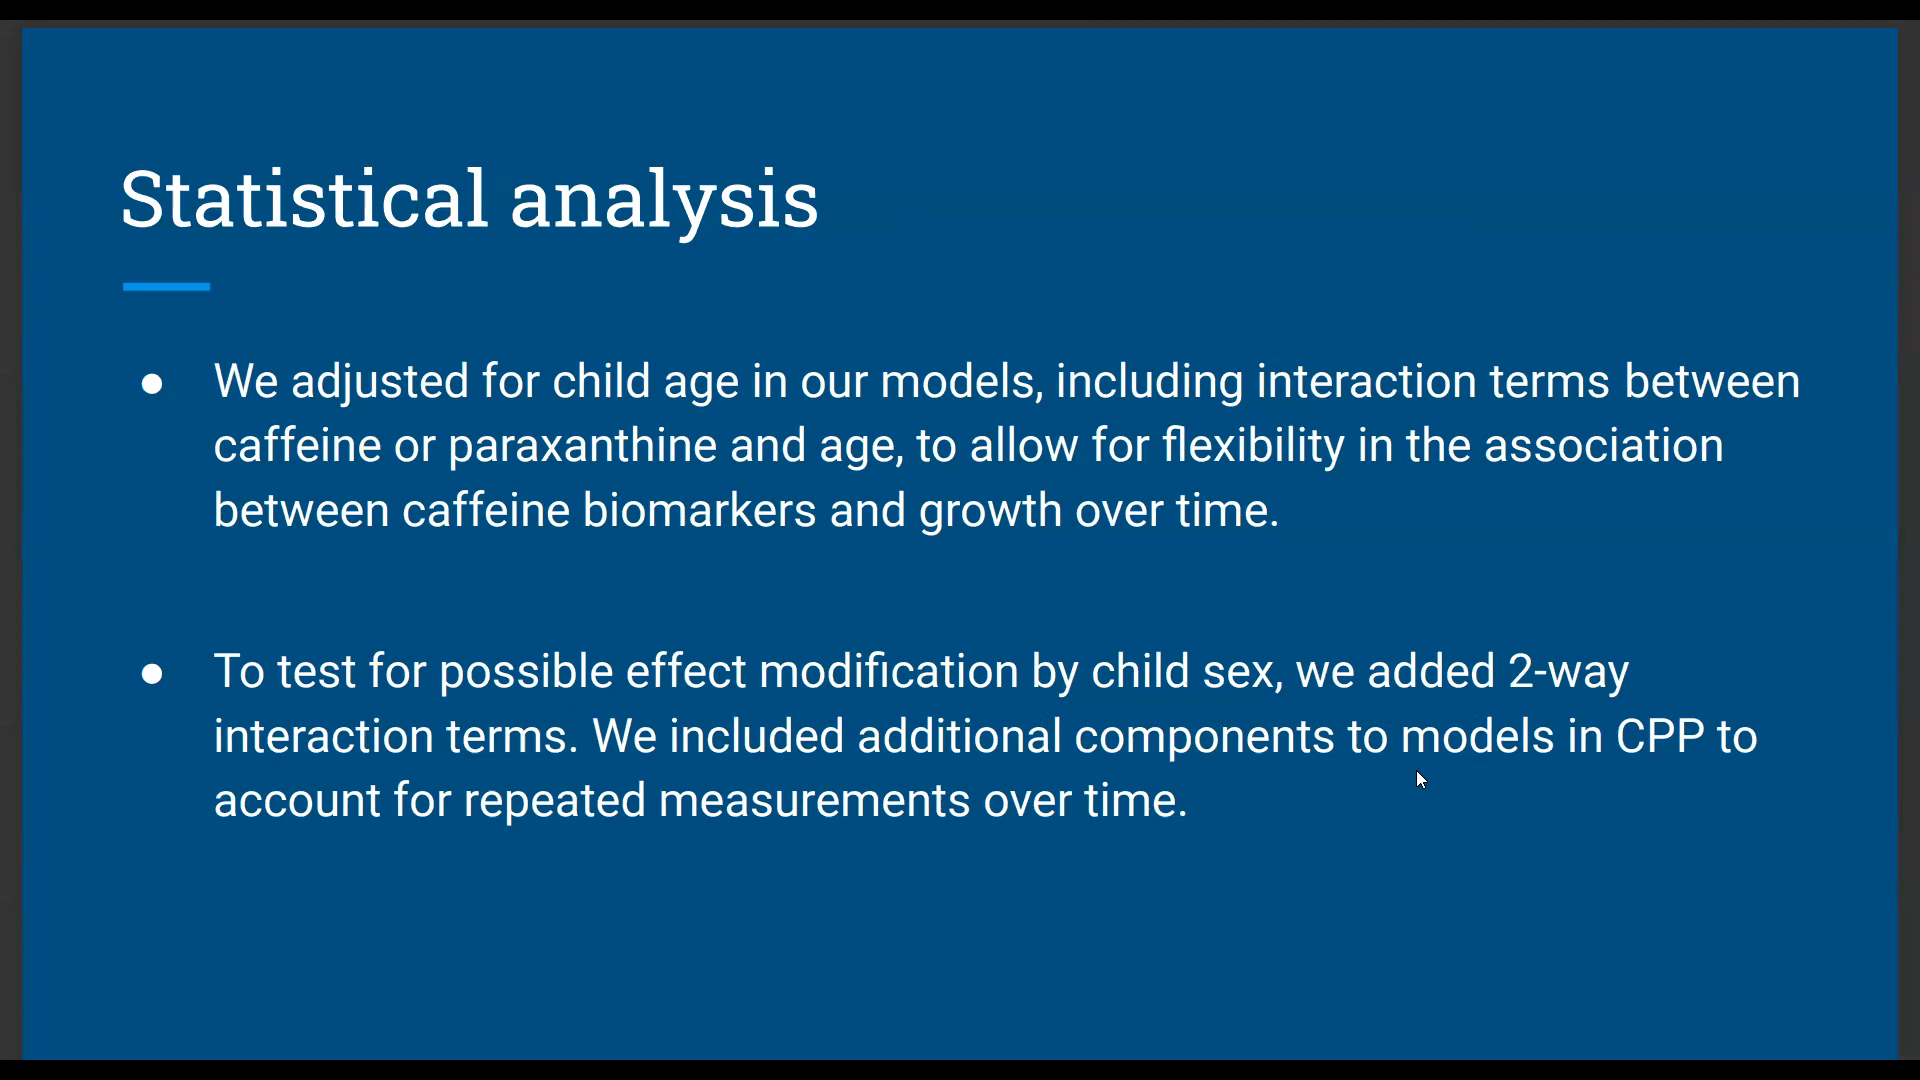 Statistical analysis
● We adjusted for child age in our models, including interaction terms between
caffeine or paraxanthine and age, to allow for flexibility in the association
between caffeine biomarkers and growth over time.
● To test for possible effect modification by child sex, we added 2-way
interaction terms. We included additional components to models in CPP to
account for repeated measurements over time.